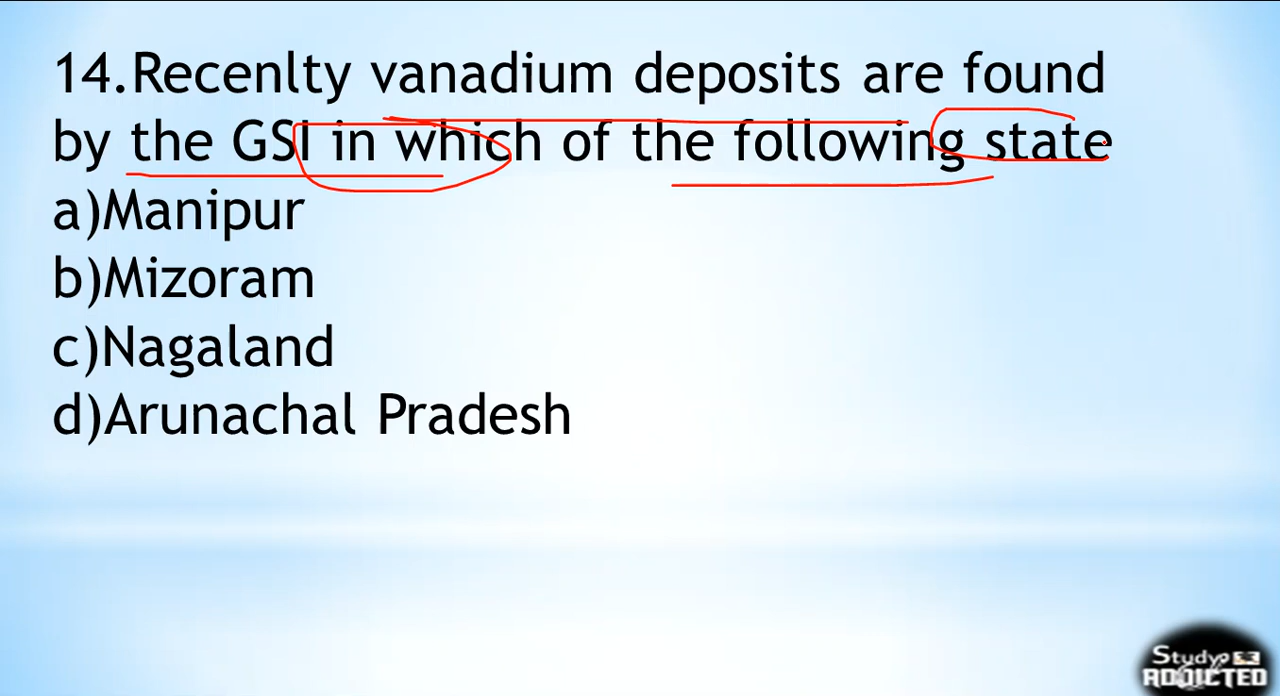 14.Recenlty vanadium deposits are found
by the GSI in which of the following state
a)Manipur
b)Mizoram
c)Nagaland
d)Arunachal Pradesh
Study
ADDICTED